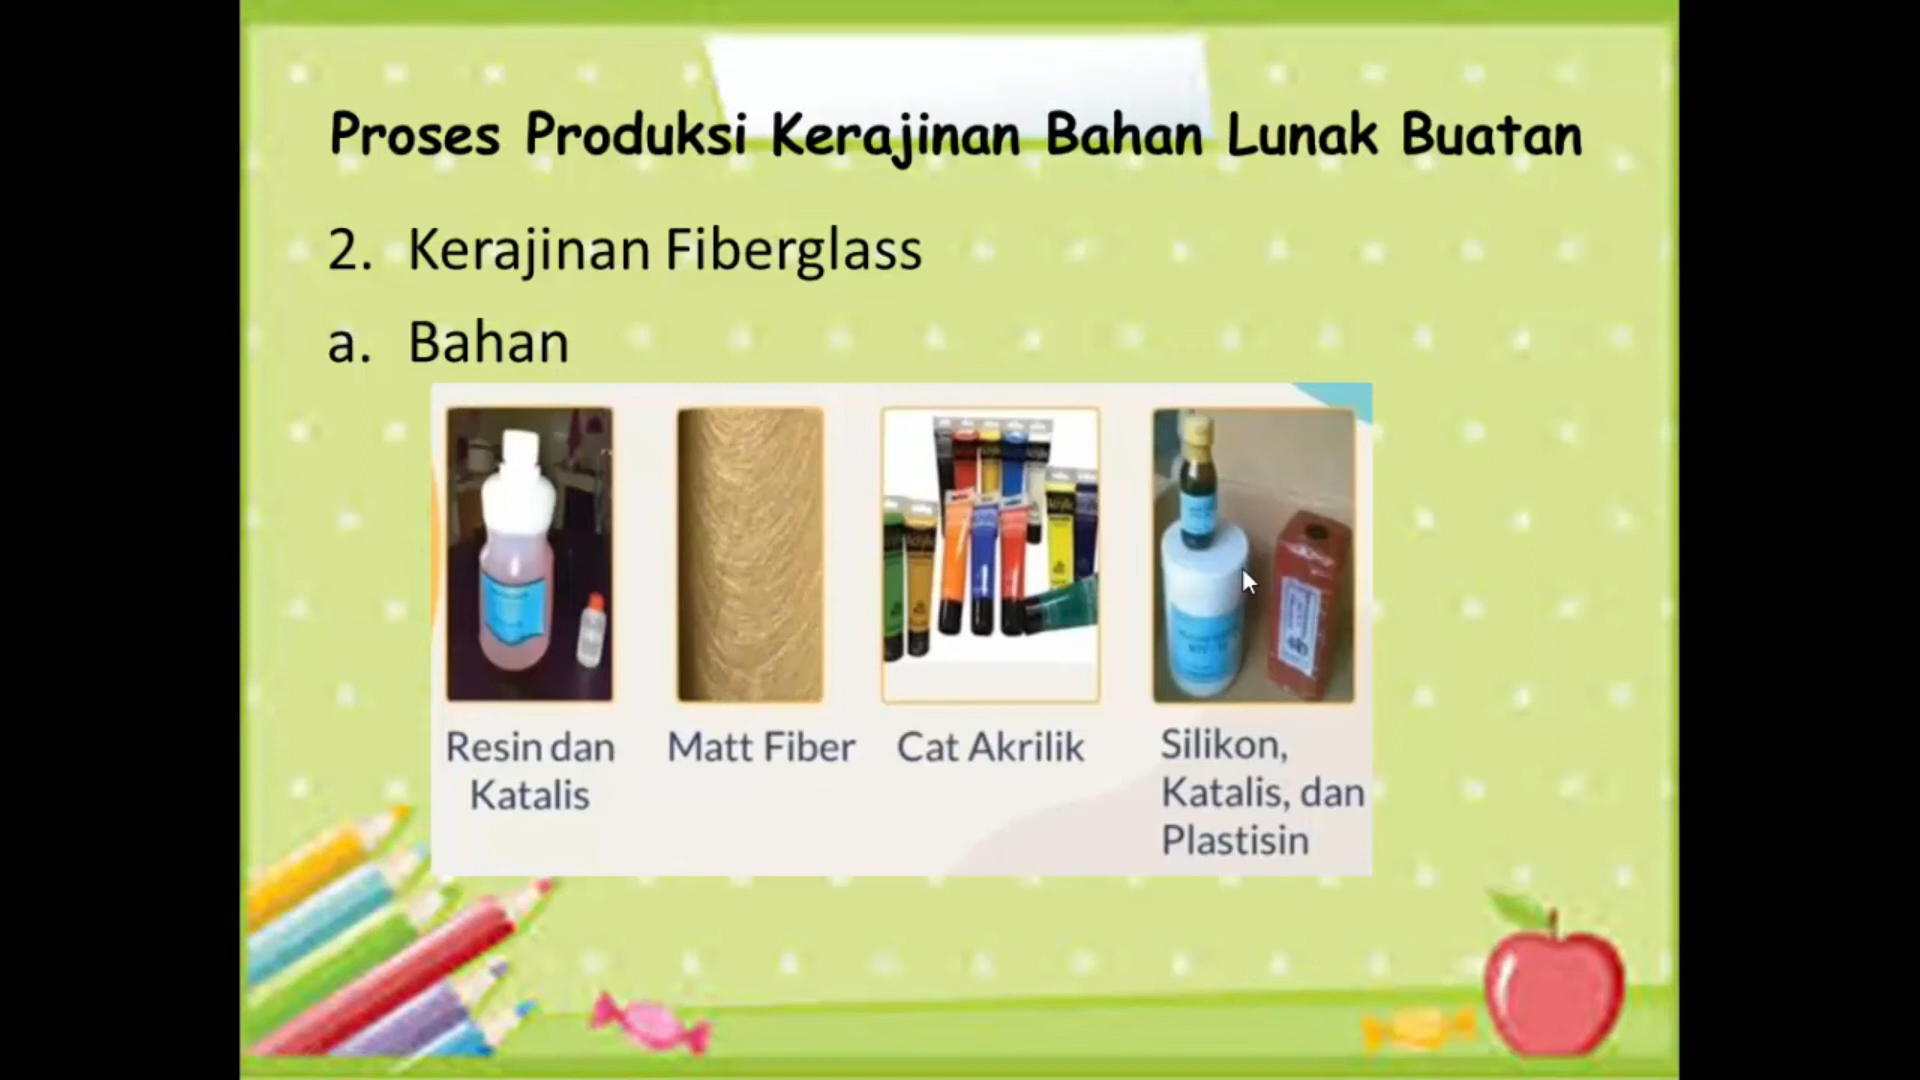 Proses Produksi Kerajinan Bahan Lunak Buatan
2. Kerajinan Fiberglass
a. Bahan
Resin dan
Katalis
Matt Fiber
Cat Akrilik
Silikon,
Katalis, dan
Plastisin